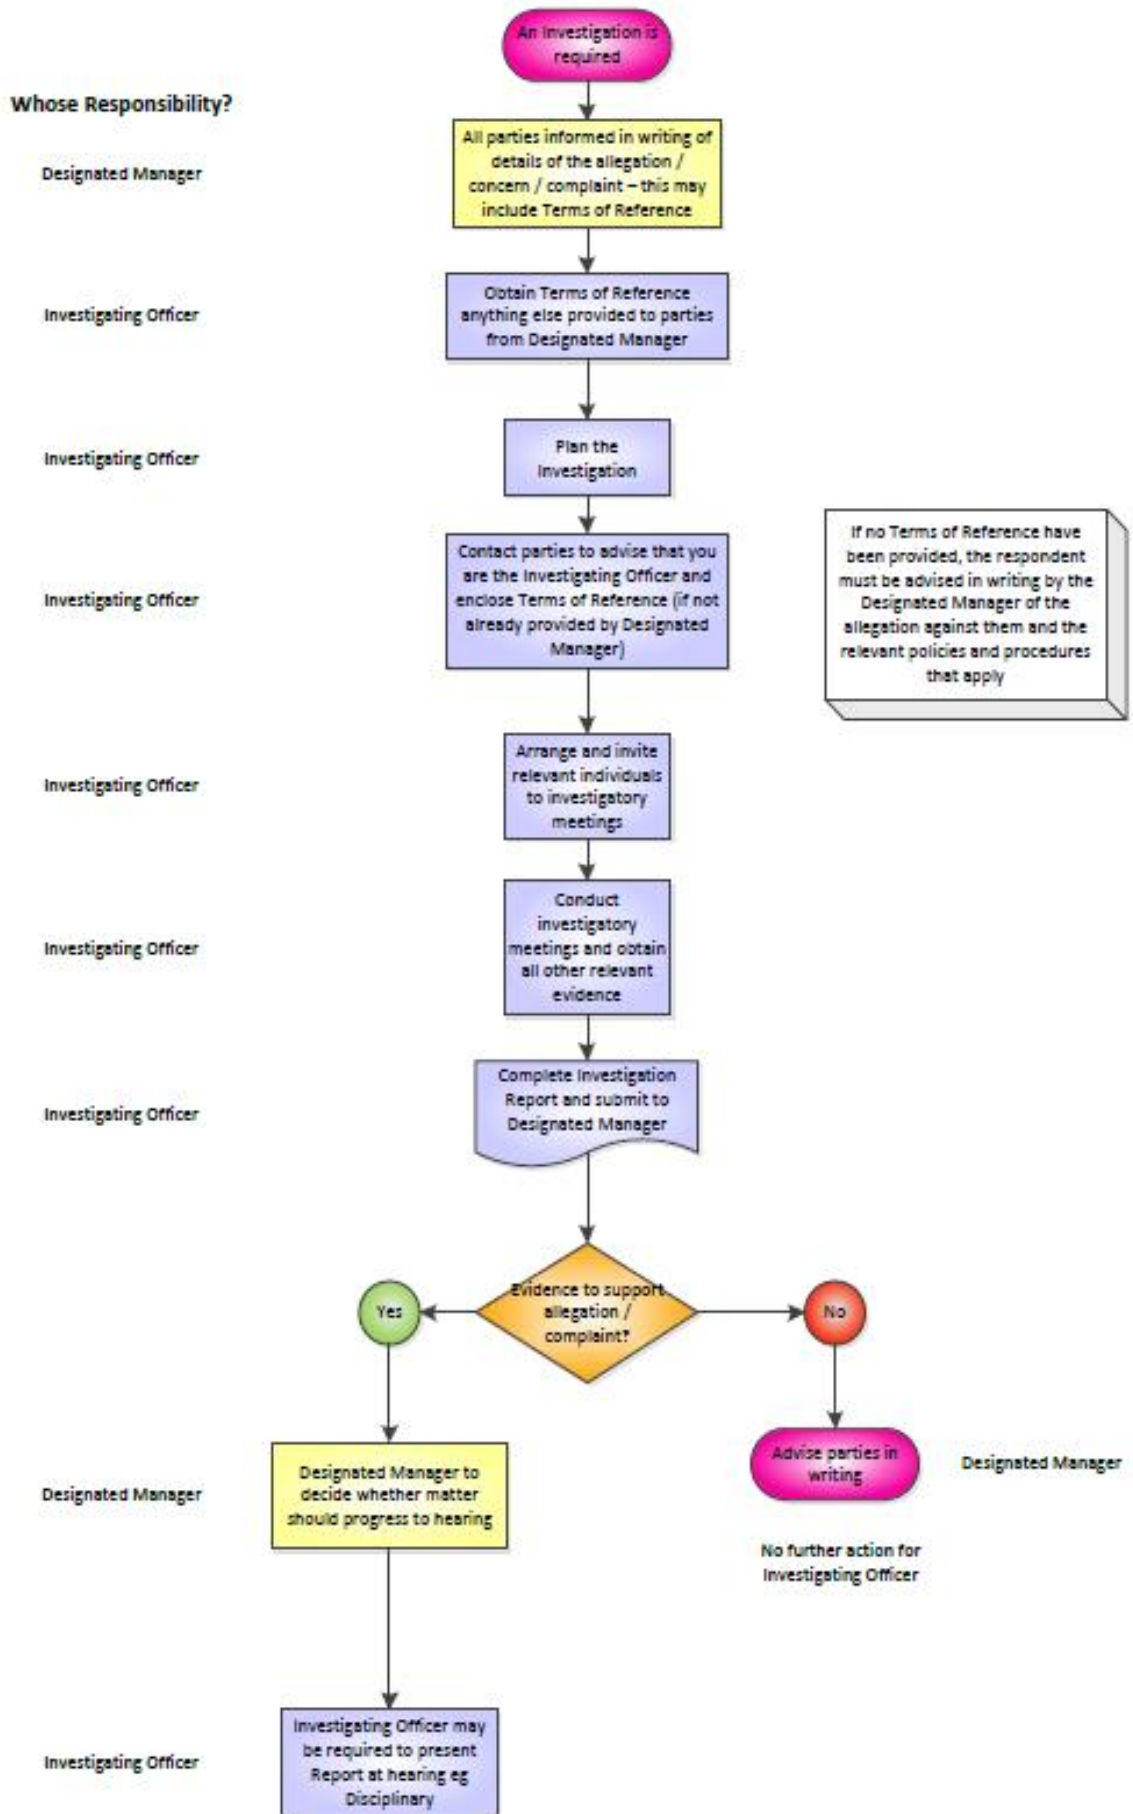 An Investigation is
required
Whose Responsibility?
Designated Manager
All parties informed in writing of
details of the allegation /
concern / complaint – this may
include Terms of Reference
Investigating Officer
Obtain Terms of Reference
anything else provided to parties
from Designated Manager
Investigating Officer
Plan the
Investigation
Investigating Officer
Contact parties to advise that you
are the Investigating Officer and
enclose Terms of Reference (if not
already provided by Designated
Manager)
If no Terms of Reference have
been provided, the respondent
must be advised in writing by the
Designated Manager of the
allegation against them and the
relevant policies and procedures
that apply
Investigating Officer
Arrange and invite
relevant individuals
to investigatory
meetings
Investigating Officer
Conduct
investigatory
meetings and obtain
all other relevant
evidence
Investigating Officer
Complete Investigation
Report and submit to
Designated Manager
Evidence to support
allegation /
complaint?
Yes
No
Designated Manager
Designated Manager to
decide whether matter
should progress to hearing
Advise parties in
writing
Designated Manager
No further action for
Investigating Officer
Investigating Officer
Investigating Officer may
be required to present
Report at hearing eg
Disciplinary